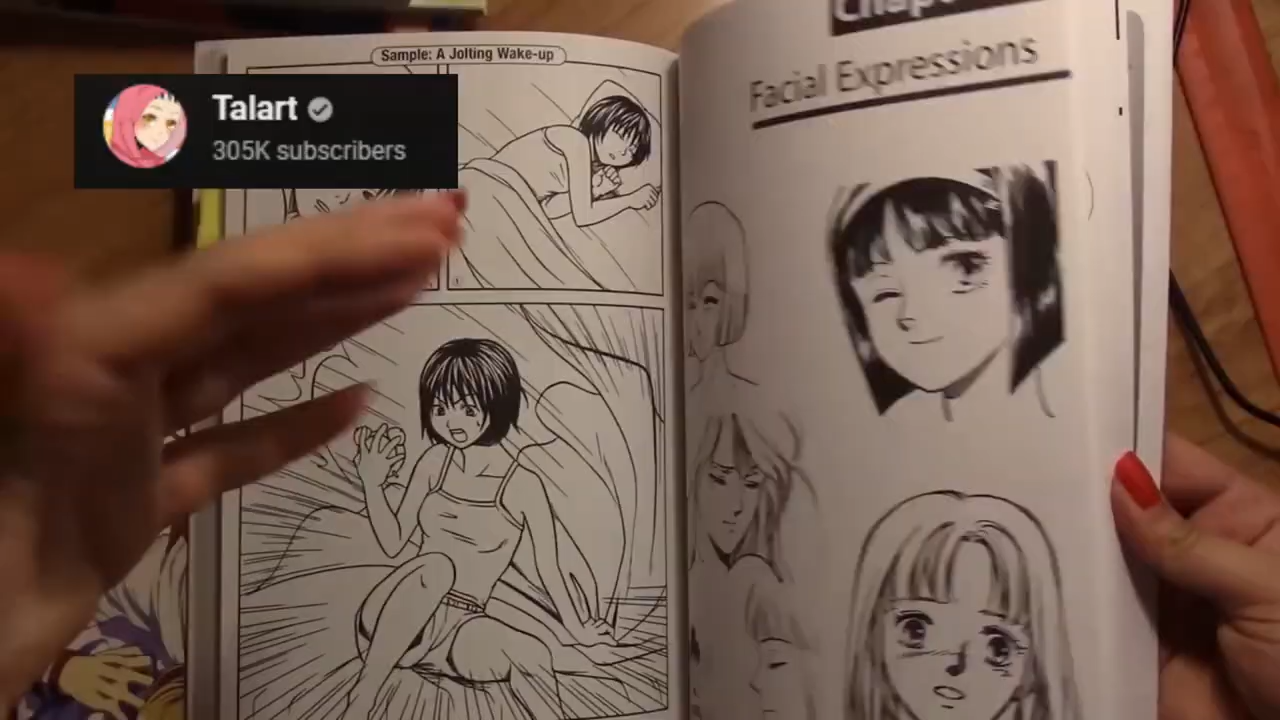 Sample: A Jolting Wake-up
Talart
305K subscribers
Facial Expressions